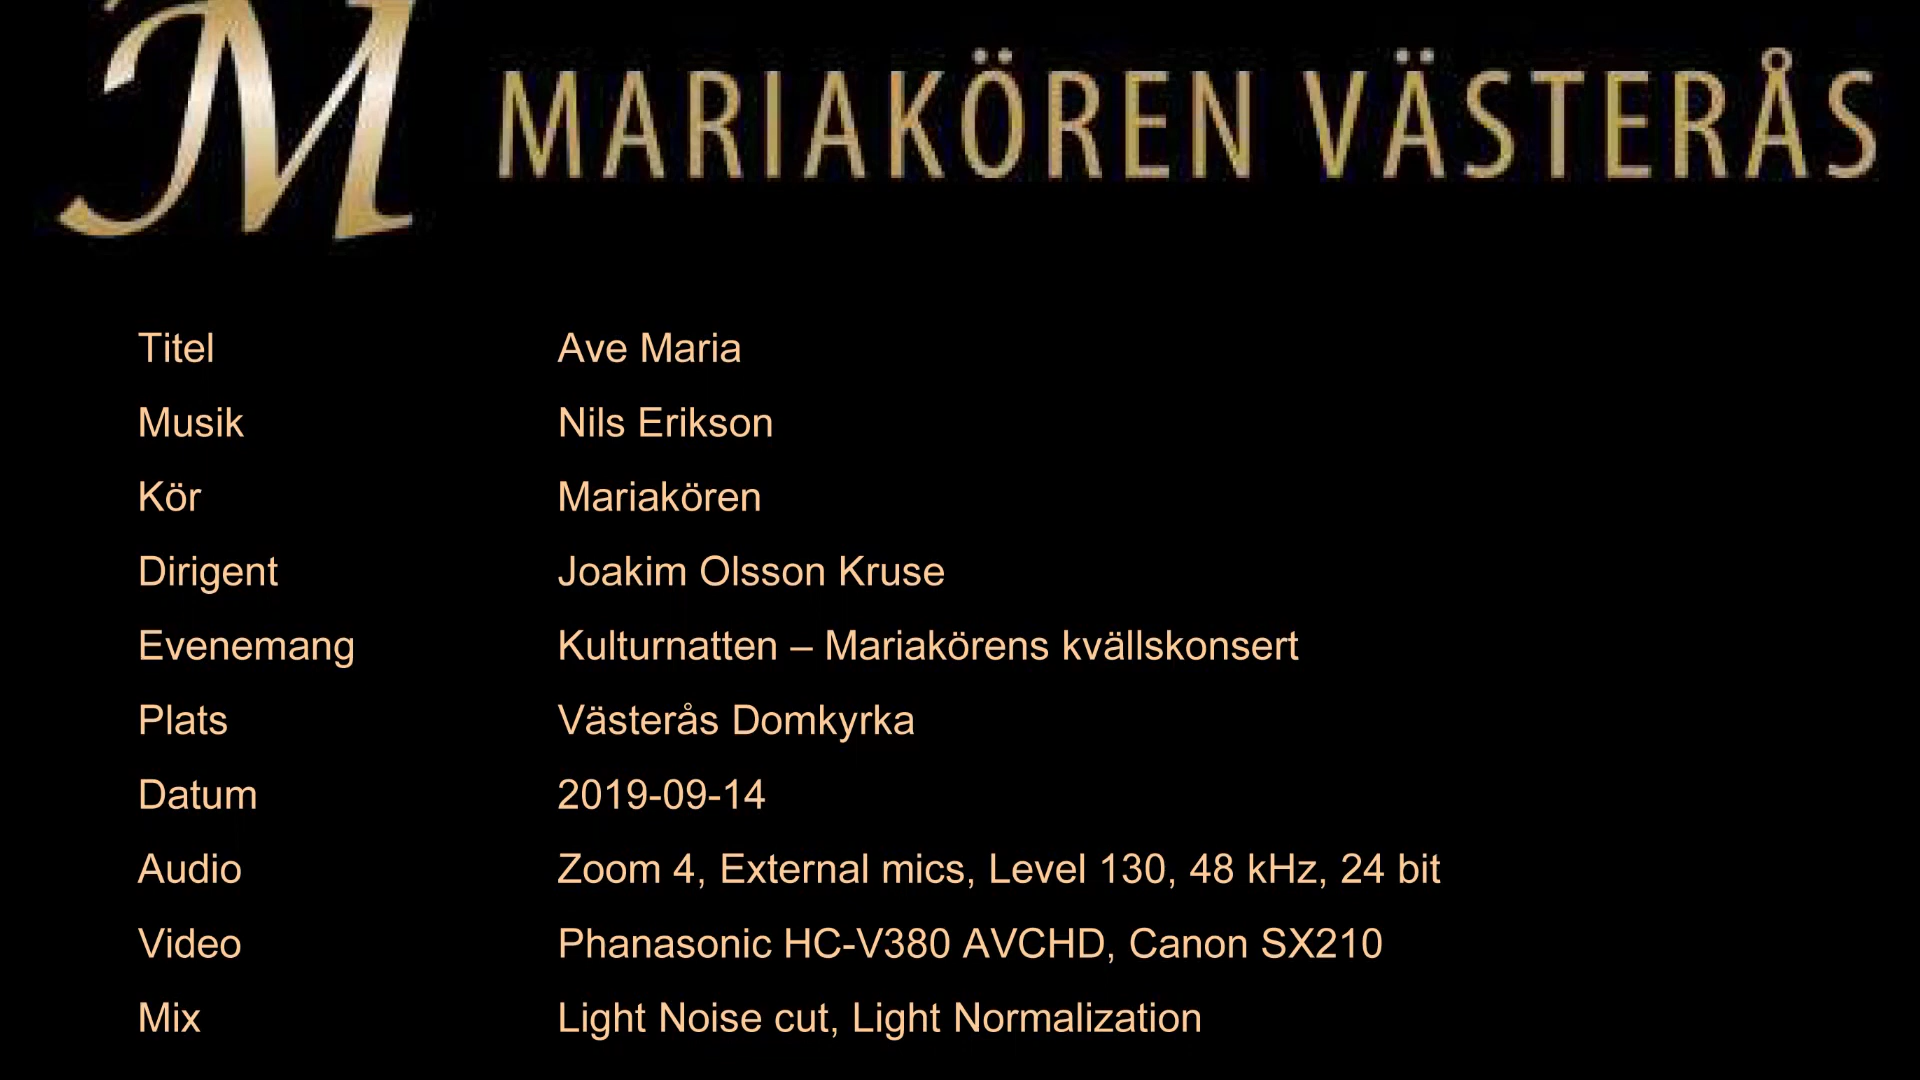 M MARIAKÖREN VÄSTERÅS
Titel Ave Maria
Musik Nils Erikson
Kör Mariakören
Dirigent Joakim Olsson Kruse
Evenemang Kulturnatten – Mariakörens kvällskonsert
Plats Västerås Domkyrka
Datum 2019-09-14
Audio Zoom 4, External mics, Level 130, 48 kHz, 24 bit
Video Phanasonic HC-V380 AVCHD, Canon SX210
Mix Light Noise cut, Light Normalization